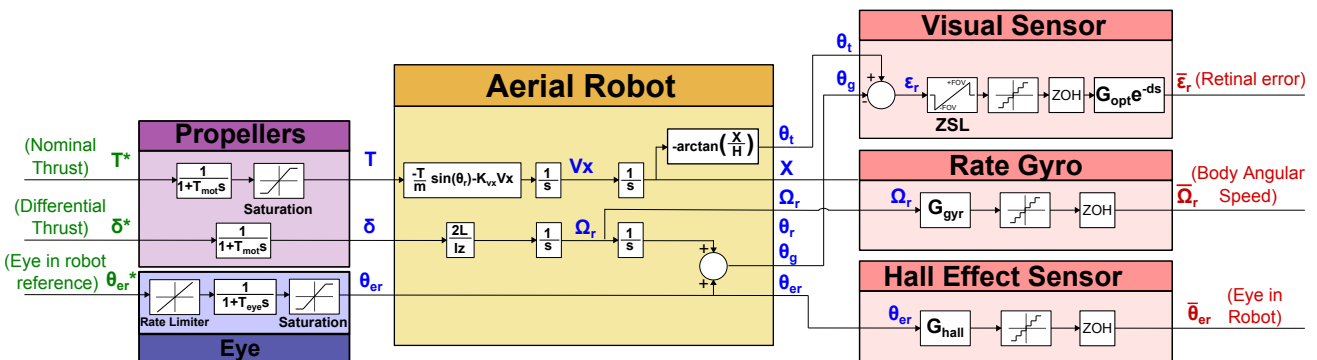 (Nominal
Thrust)
T*
(Differential
Thrust)
δ*
(Eye in robot
reference)
θer*
Propellers
1
1+Tmots
Saturation
1
1+Tmots
Rate Limiter
1
1+Teyes
Saturation
Eye
T
δ
θer
Aerial Robot
-T/m sin(θr)-KvxVx
1/s
Vx
1/s
-arctan(X/H)
2L
Iz
1/s
Ωr
1/s
+
+
θt
X
Ωr
θr
θg
θer
Visual Sensor
θt
θg
+
-
εr
+FOV
-FOV
ZSL
ZOH
Gopte-ds
ε̅r (Retinal error)
Rate Gyro
Ωr
Ggyr
ZOH
(Body Angular
Speed)
Ω̅r
Hall Effect Sensor
θer
Ghall
ZOH
(Eye in
Robot)
θ̅er